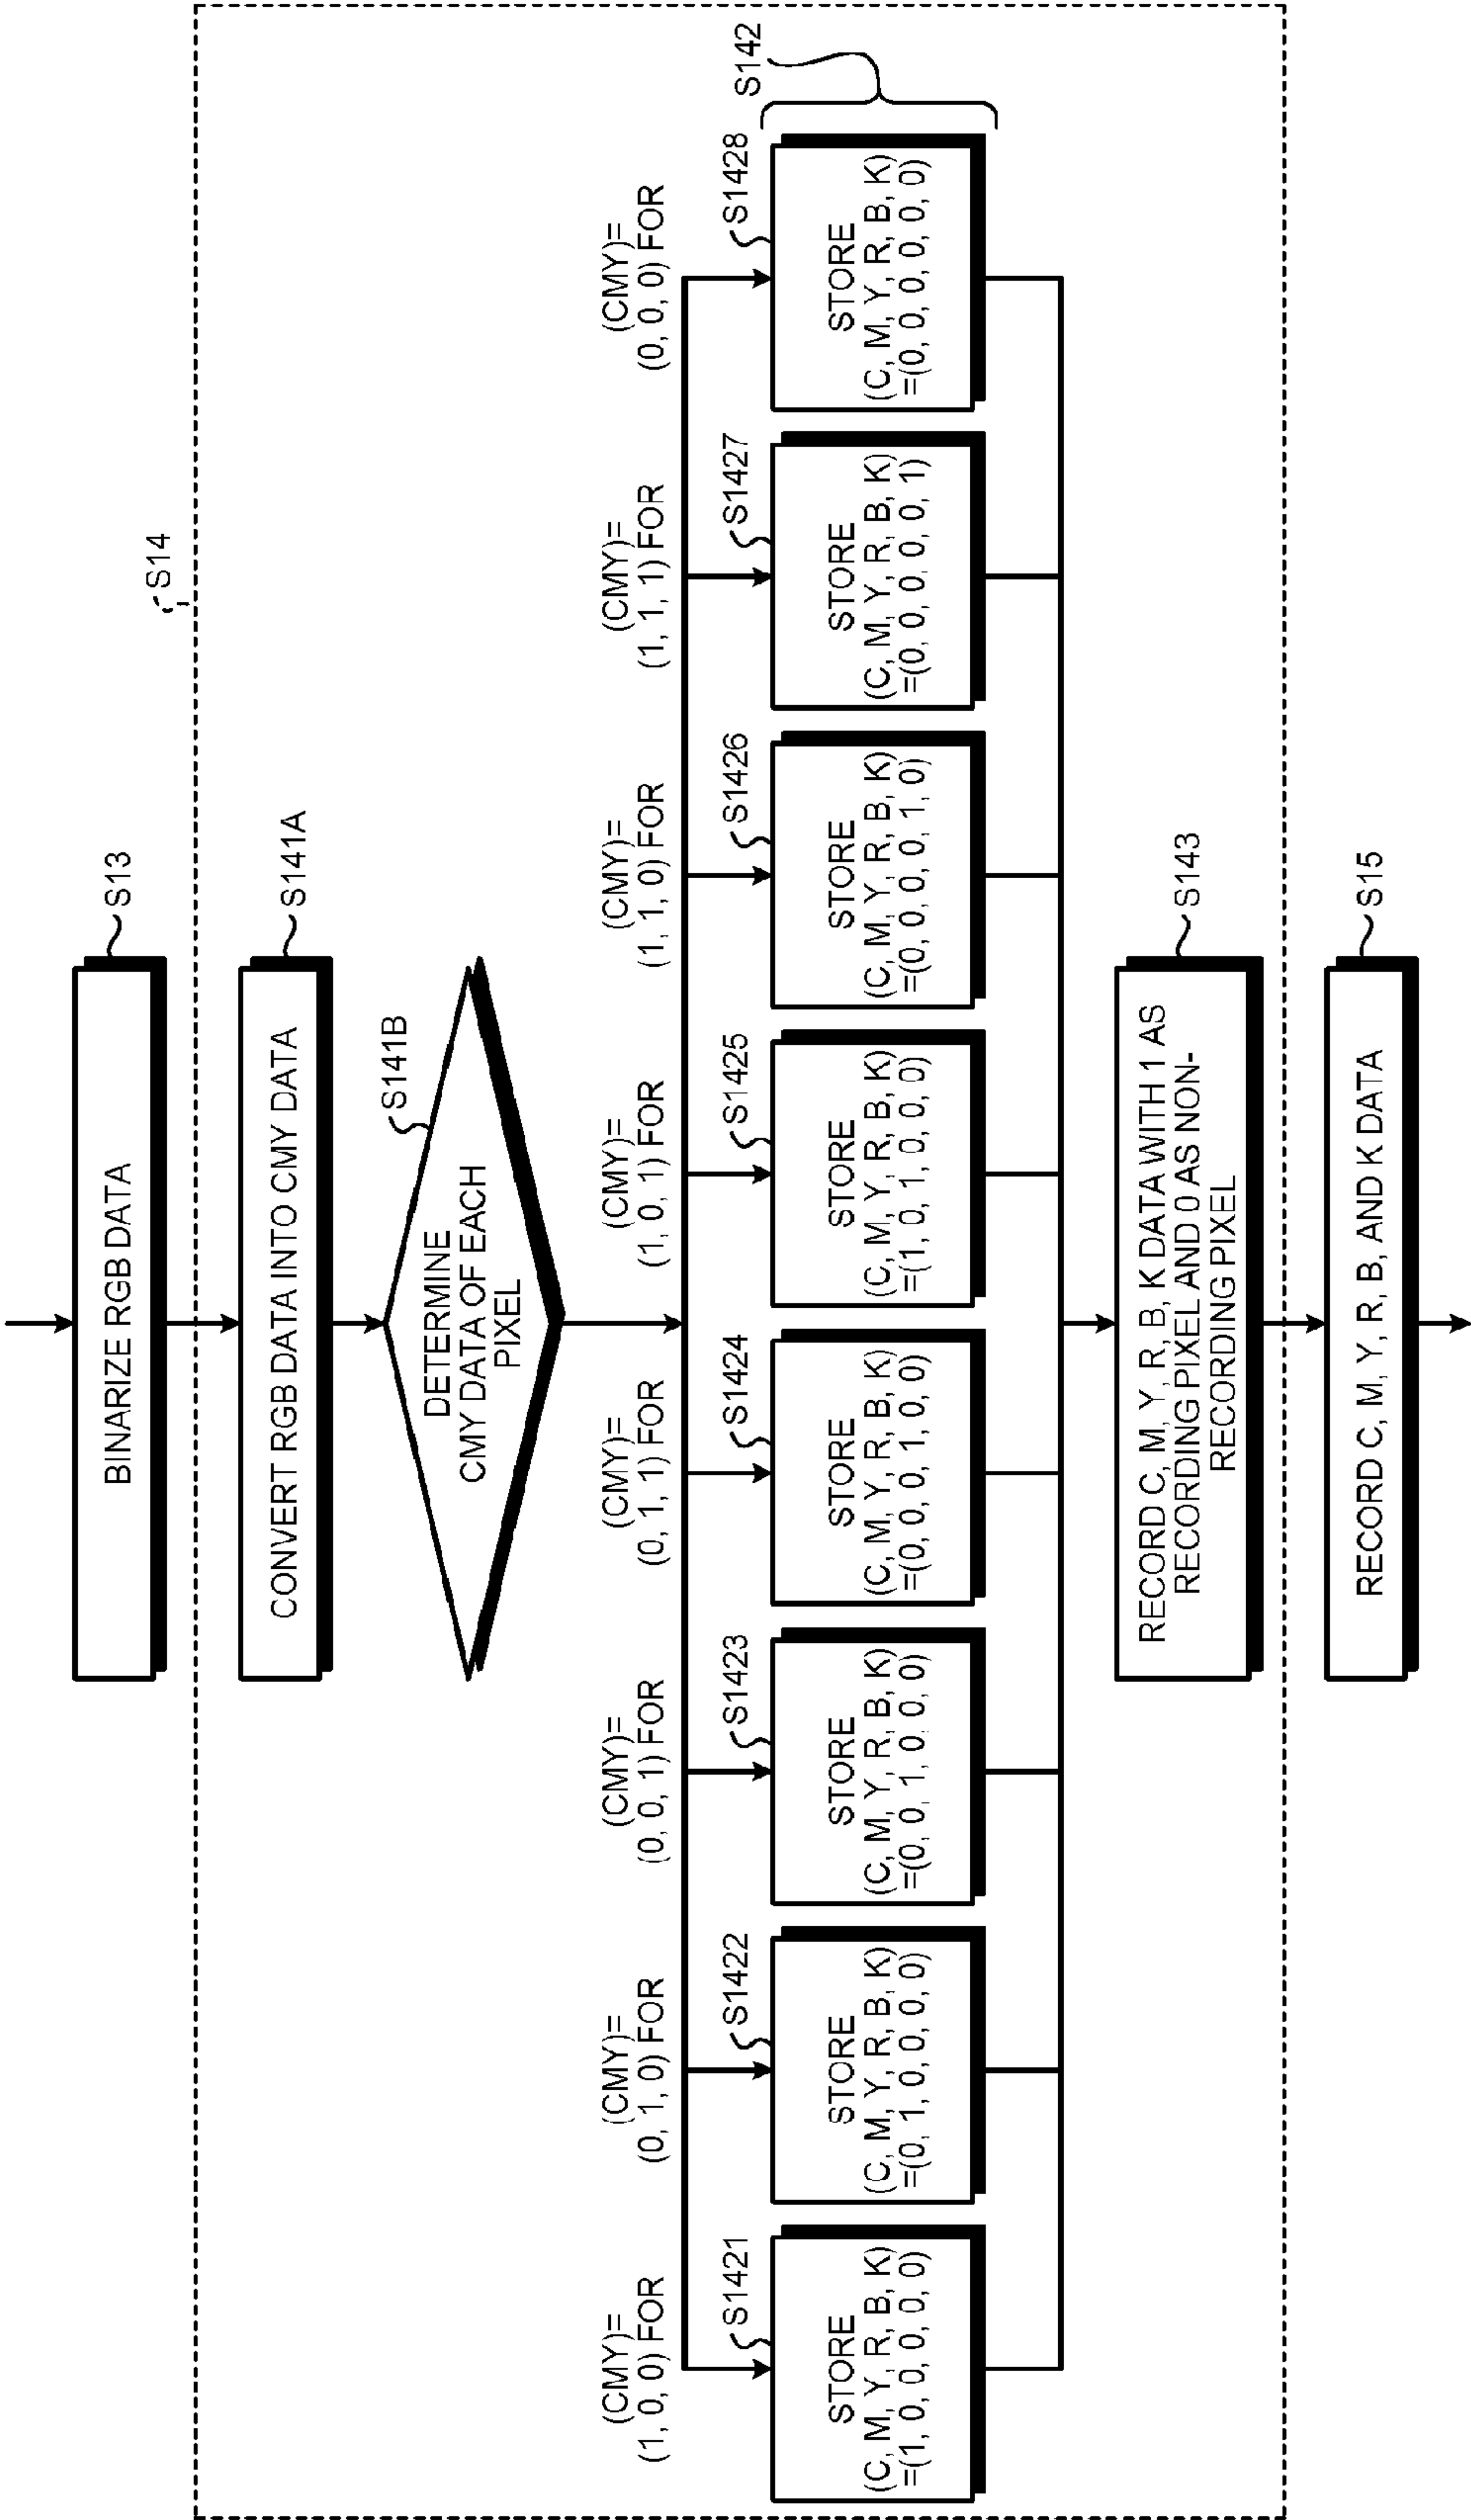 BINARIZE RGB DATA
S13
S14
CONVERT RGB DATA INTO CMY DATA
S141A
DETERMINE
CMY DATA OF EACH
PIXEL
S141B
(CMY)=
(1, 0, 0) FOR
(CMY)=
(0, 1, 0) FOR
(CMY)=
(0, 0, 1) FOR
(CMY)=
(0, 1, 1) FOR
(CMY)=
(1, 0, 1) FOR
(CMY)=
(1, 1, 0) FOR
(CMY)=
(1, 1, 1) FOR
(CMY)=
(0, 0, 0) FOR
S1421
STORE
(C, M, Y, R, B, K)
=(1, 0, 0, 0, 0, 0)
S1422
STORE
(C, M, Y, R, B, K)
=(0, 1, 0, 0, 0, 0)
S1423
STORE
(C, M, Y, R, B, K)
=(0, 0, 1, 0, 0, 0)
S1424
STORE
(C, M, Y, R, B, K)
=(0, 0, 0, 1, 0, 0)
S1425
STORE
(C, M, Y, R, B, K)
=(1, 0, 1, 0, 0, 0)
S1426
STORE
(C, M, Y, R, B, K)
=(0, 0, 0, 0, 1, 0)
S1427
STORE
(C, M, Y, R, B, K)
=(0, 0, 0, 0, 0, 1)
S1428
STORE
(C, M, Y, R, B, K)
=(0, 0, 0, 0, 0, 0)
S142
RECORD C, M, Y, R, B, K DATA WITH 1 AS
RECORDING PIXEL AND 0 AS NON-
RECORDING PIXEL
S143
RECORD C, M, Y, R, B, AND K DATA
S15